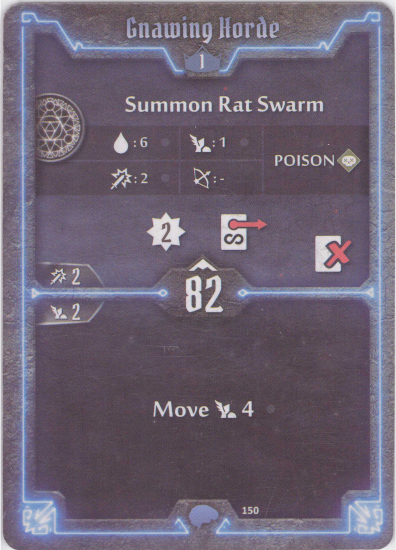 Gnawing Horde
1
Summon Rat Swarm
: 6 : 1
POISON
: 2 : -
2
2
82
2
Move 4
150